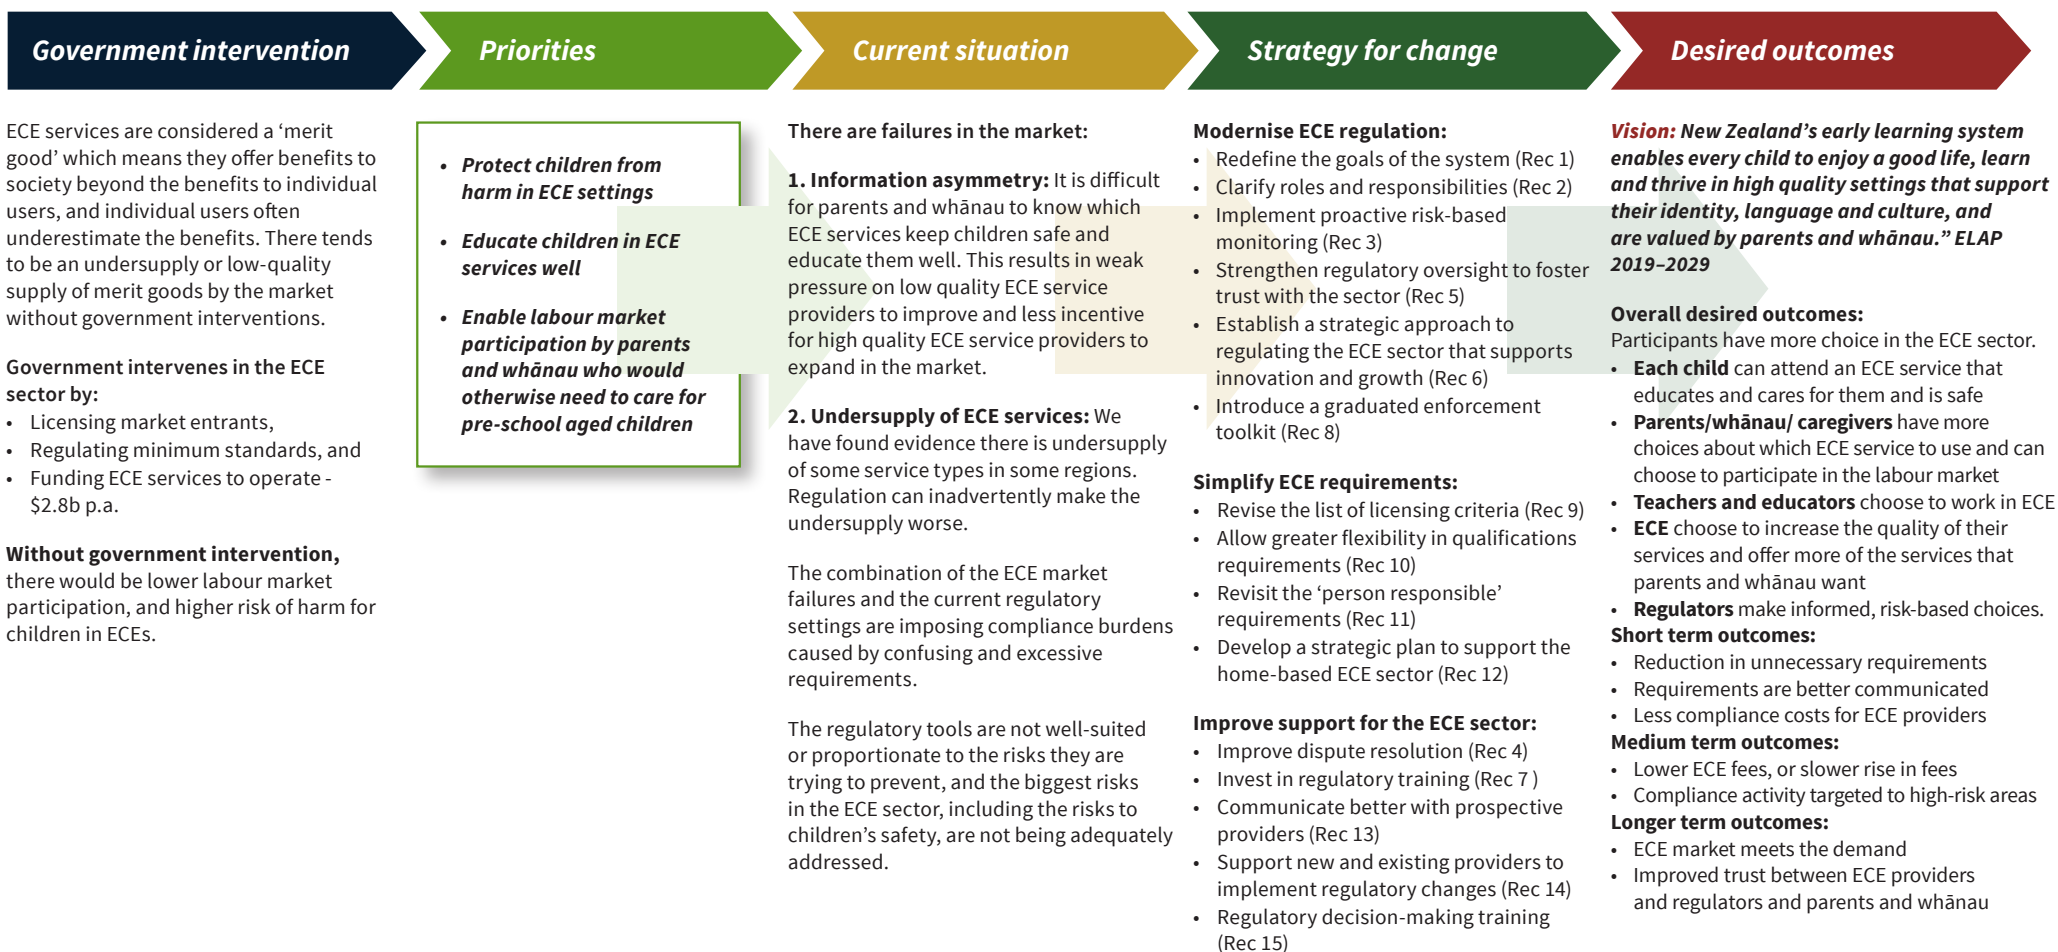 Government intervention
Priorities
Current situation
Strategy for change
Desired outcomes
ECE services are considered a ‘merit
good’ which means they offer benefits to
society beyond the benefits to individual
users, and individual users often
underestimate the benefits. There tends
to be an undersupply or low-quality
supply of merit goods by the market
without government interventions.
Government intervenes in the ECE
sector by:
• Licensing market entrants,
• Regulating minimum standards, and
• Funding ECE services to operate -
$2.8b p.a.
Without government intervention,
there would be lower labour market
participation, and higher risk of harm for
children in ECEs.
• Protect children from
harm in ECE settings
• Educate children in ECE
services well
• Enable labour market
participation by parents
and whānau who would
otherwise need to care for
pre-school aged children
There are failures in the market:
1. Information asymmetry: It is difficult
for parents and whānau to know which
ECE services keep children safe and
educate them well. This results in weak
pressure on low quality ECE service
providers to improve and less incentive
for high quality ECE service providers to
expand in the market.
2. Undersupply of ECE services: We
have found evidence there is undersupply
of some service types in some regions.
Regulation can inadvertently make the
undersupply worse.
The combination of the ECE market
failures and the current regulatory
settings are imposing compliance burdens
caused by confusing and excessive
requirements.
The regulatory tools are not well-suited
or proportionate to the risks they are
trying to prevent, and the biggest risks
in the ECE sector, including the risks to
children’s safety, are not being adequately
addressed.
Modernise ECE regulation:
• Redefine the goals of the system (Rec 1)
• Clarify roles and responsibilities (Rec 2)
• Implement proactive risk-based
monitoring (Rec 3)
• Strengthen regulatory oversight to foster
trust with the sector (Rec 5)
• Establish a strategic approach to
regulating the ECE sector that supports
innovation and growth (Rec 6)
• Introduce a graduated enforcement
toolkit (Rec 8)
Simplify ECE requirements:
• Revise the list of licensing criteria (Rec 9)
• Allow greater flexibility in qualifications
requirements (Rec 10)
• Revisit the ‘person responsible’
requirements (Rec 11)
• Develop a strategic plan to support the
home-based ECE sector (Rec 12)
Improve support for the ECE sector:
• Improve dispute resolution (Rec 4)
• Invest in regulatory training (Rec 7 )
• Communicate better with prospective
providers (Rec 13)
• Support new and existing providers to
implement regulatory changes (Rec 14)
• Regulatory decision-making training
(Rec 15)
Vision: New Zealand’s early learning system
enables every child to enjoy a good life, learn
and thrive in high quality settings that support
their identity, language and culture, and
are valued by parents and whānau.” ELAP
2019–2029
Overall desired outcomes:
Participants have more choice in the ECE sector.
• Each child can attend an ECE service that
educates and cares for them and is safe
• Parents/whānau/ caregivers have more
choices about which ECE service to use and can
choose to participate in the labour market
• Teachers and educators choose to work in ECE
• ECE choose to increase the quality of their
services and offer more of the services that
parents and whānau want
• Regulators make informed, risk-based choices.
Short term outcomes:
• Reduction in unnecessary requirements
• Requirements are better communicated
• Less compliance costs for ECE providers
Medium term outcomes:
• Lower ECE fees, or slower rise in fees
• Compliance activity targeted to high-risk areas
Longer term outcomes:
• ECE market meets the demand
• Improved trust between ECE providers
and regulators and parents and whānau